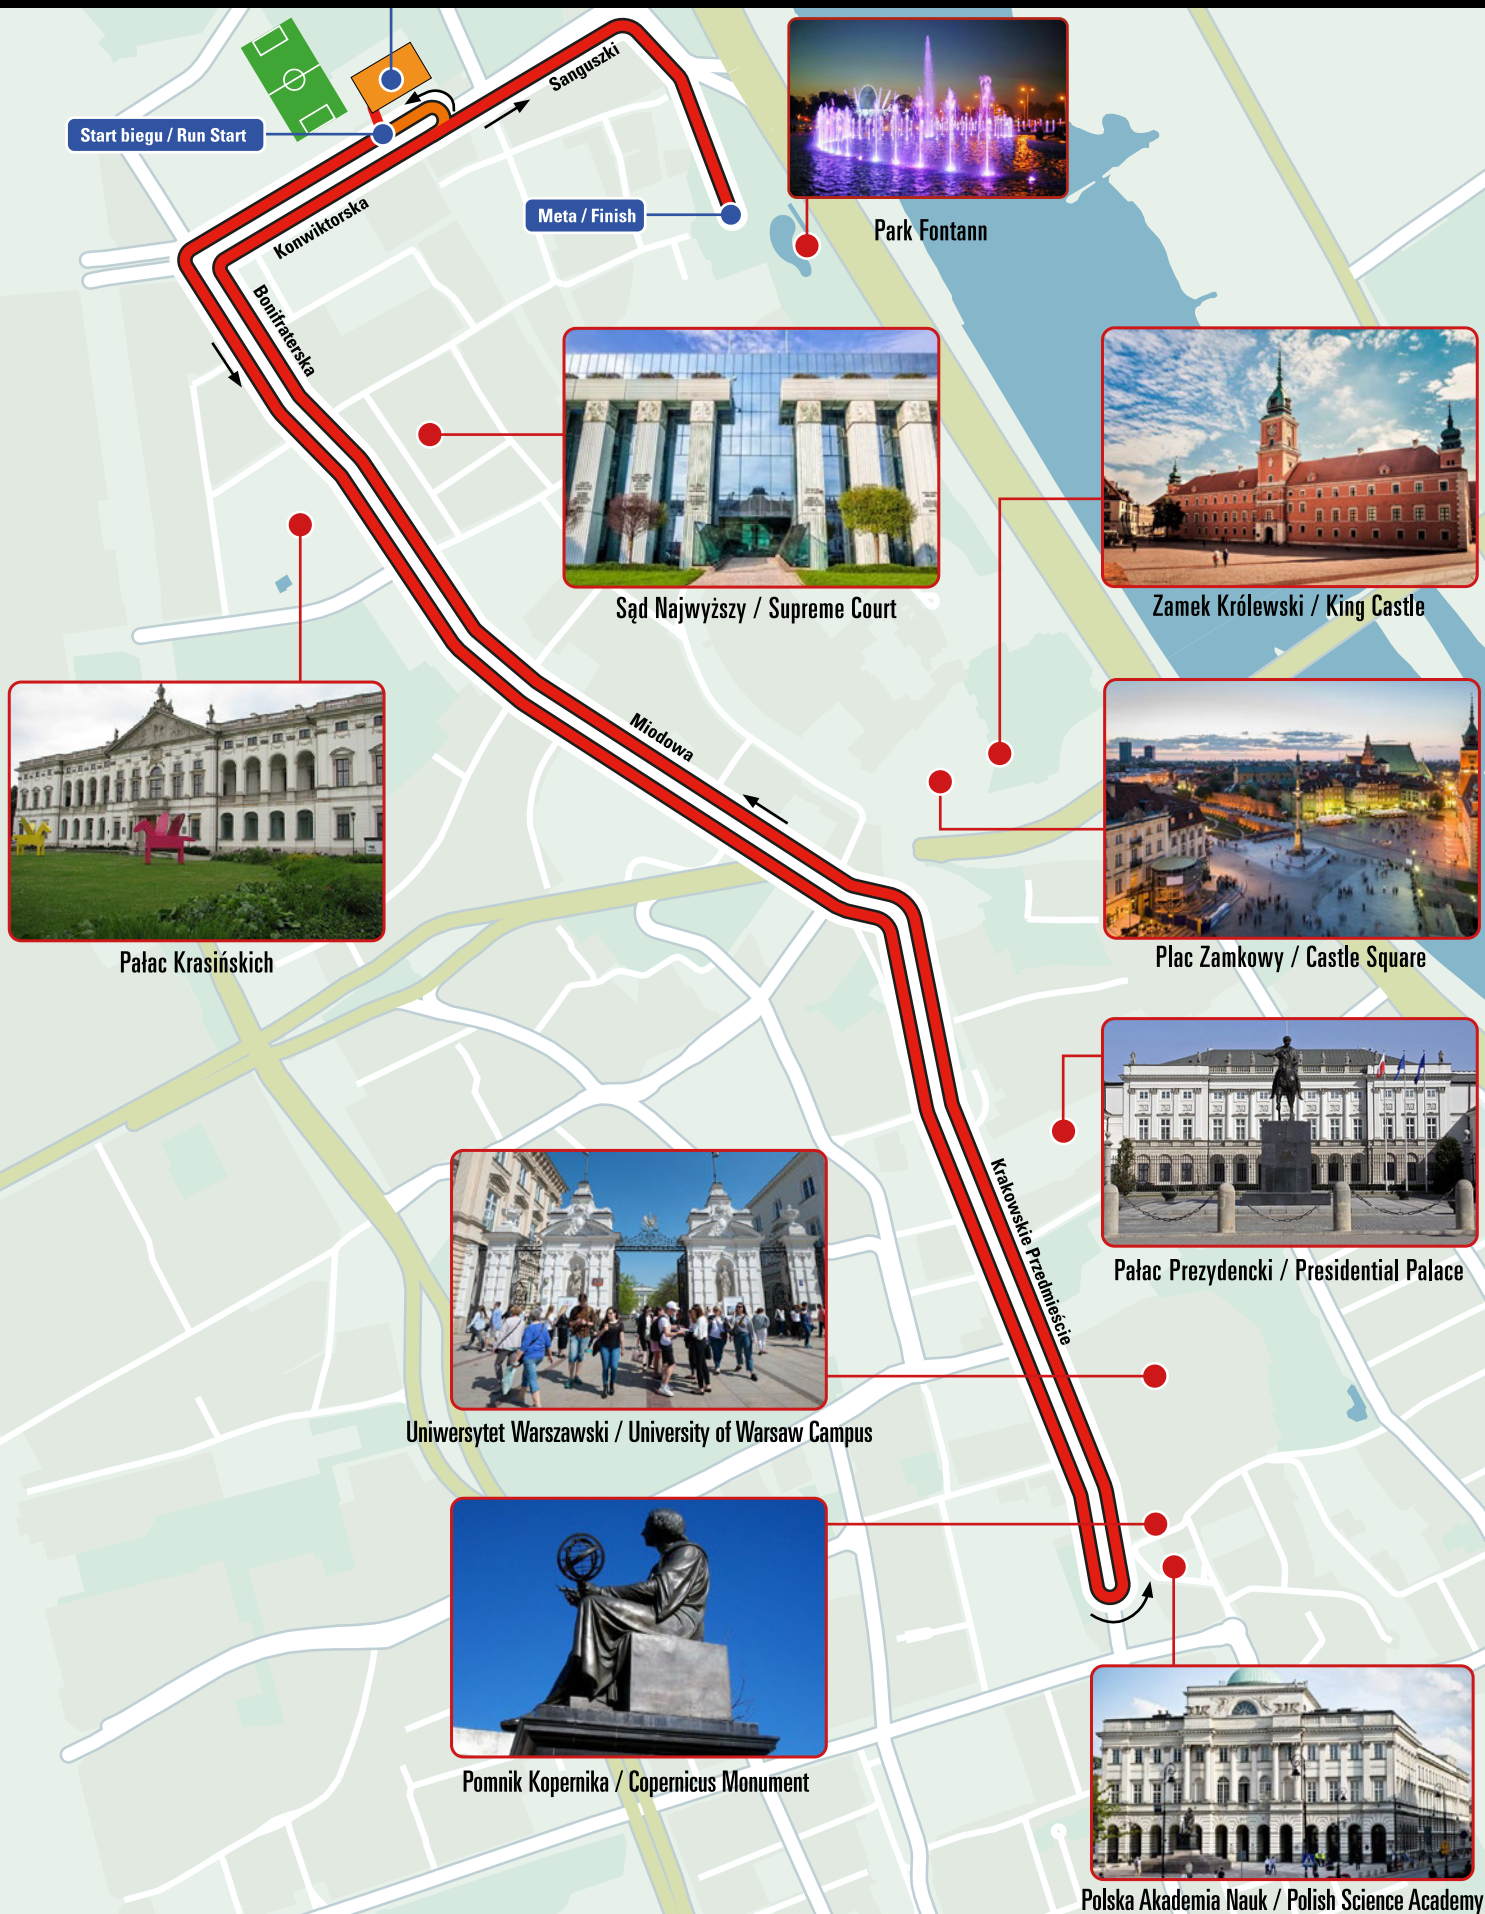 Sanguszki
Start biegu / Run Start
Meta / Finish
Konwiktorska
Park Fontann
Bonifraterska
Sąd Najwyższy / Supreme Court
Zamek Królewski / King Castle
Miodowa
Pałac Krasińskich
Plac Zamkowy / Castle Square
Krakowskie Przedmieście
Pałac Prezydencki / Presidential Palace
Uniwersytet Warszawski / University of Warsaw Campus
Pomnik Kopernika / Copernicus Monument
Polska Akademia Nauk / Polish Science Academy